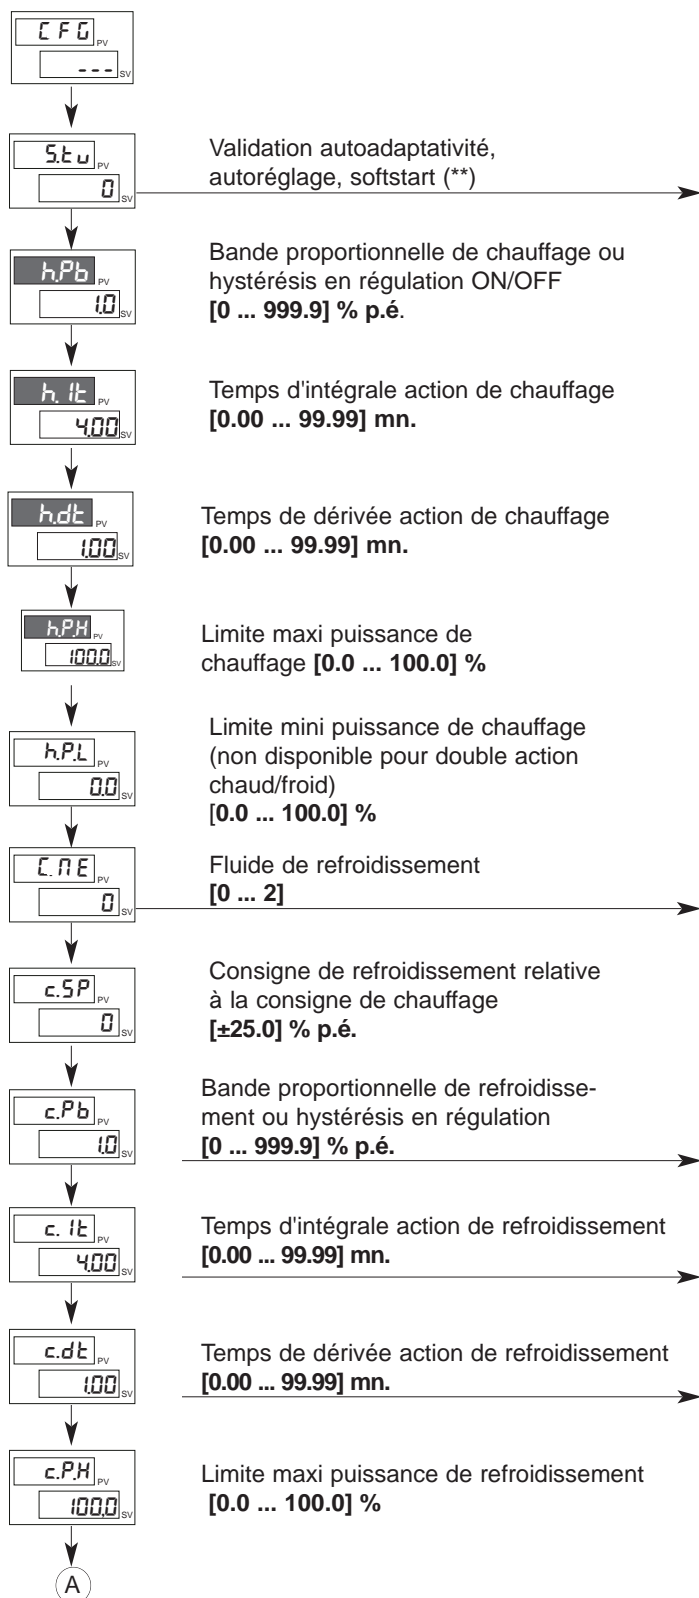 CFG PV
--- SV
S.tu PV
0 SV
Validation autoadaptativité,
autoréglage, softstart (**)
h.Pb PV
1.0 SV
Bande proportionnelle de chauffage ou
hystérésis en régulation ON/OFF
[0 ... 999.9] % p.é.
h.It PV
4.00 SV
Temps d'intégrale action de chauffage
[0.00 ... 99.99] mn.
h.dt PV
1.00 SV
Temps de dérivée action de chauffage
[0.00 ... 99.99] mn.
h.P.H PV
100.0 SV
Limite maxi puissance de
chauffage [0.0 ... 100.0] %
h.P.L PV
0.0 SV
Limite mini puissance de chauffage
(non disponible pour double action
chaud/froid)
[0.0 ... 100.0] %
C.ME PV
0 SV
Fluide de refroidissement
[0 ... 2]
c.SP PV
0 SV
Consigne de refroidissement relative
à la consigne de chauffage
[±25.0] % p.é.
c.Pb PV
1.0 SV
Bande proportionnelle de refroidisse-
ment ou hystérésis en régulation
[0 ... 999.9] % p.é.
c.It PV
4.00 SV
Temps d'intégrale action de refroidissement
[0.00 ... 99.99] mn.
c.dt PV
1.00 SV
Temps de dérivée action de refroidissement
[0.00 ... 99.99] mn.
c.P.H PV
100.0 SV
Limite maxi puissance de refroidissement
[0.0 ... 100.0] %
A